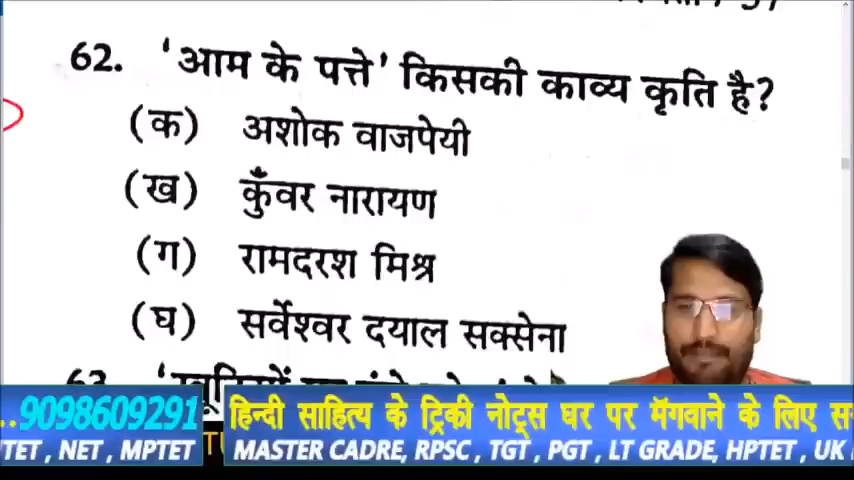 62. 'आम के पत्ते' किसकी काव्य कृति है?
(क) अशोक वाजपेयी
(ख) कुँवर नारायण
(ग) रामदरश मिश्र
(घ) सर्वेश्वर दयाल सक्सेना
63.
..9098609291 हिन्दी साहित्य के ट्रिकी नोट्स घर पर मॅगवाने के लिए
TET, NET, MPTET MASTER CADRE, RPSC, TGT, PGT, LT GRADE, HPTET, UK